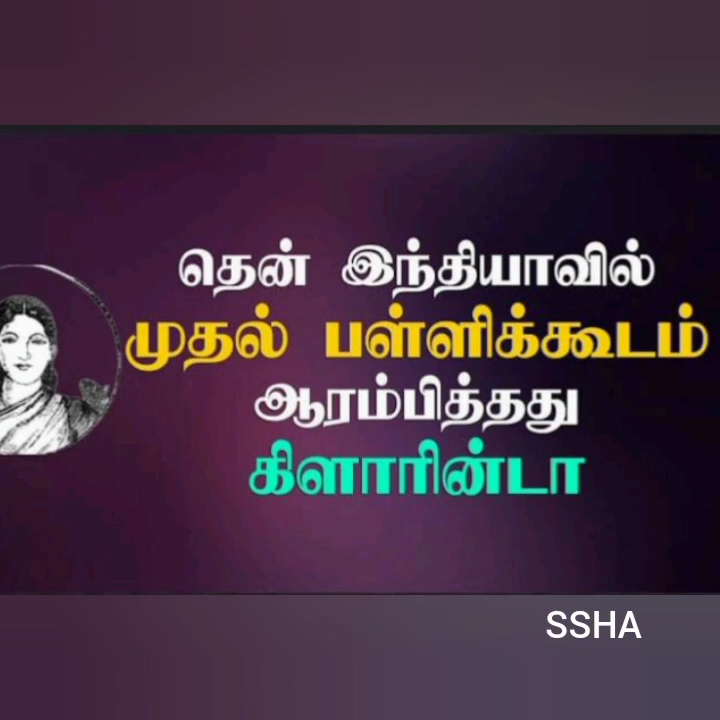 தென் இந்தியாவில்
முதல் பள்ளிக்கூடம்
ஆரம்பித்தது
கிளாரின்டா
SSHA